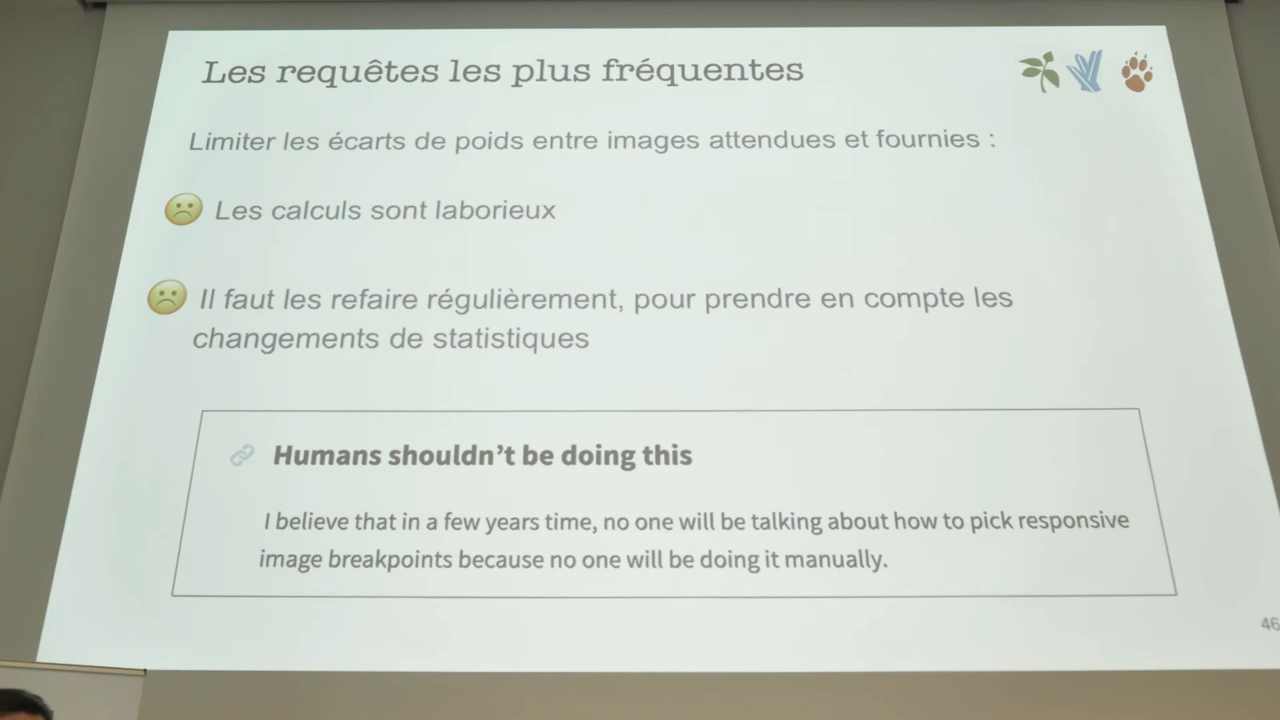 Les requêtes les plus fréquentes
Limiter les écarts de poids entre images attendues et fournies :
Les calculs sont laborieux
Il faut les refaire régulièrement, pour prendre en compte les
changements de statistiques
Humans shouldn’t be doing this
I believe that in a few years time, no one will be talking about how to pick responsive
image breakpoints because no one will be doing it manually.
46